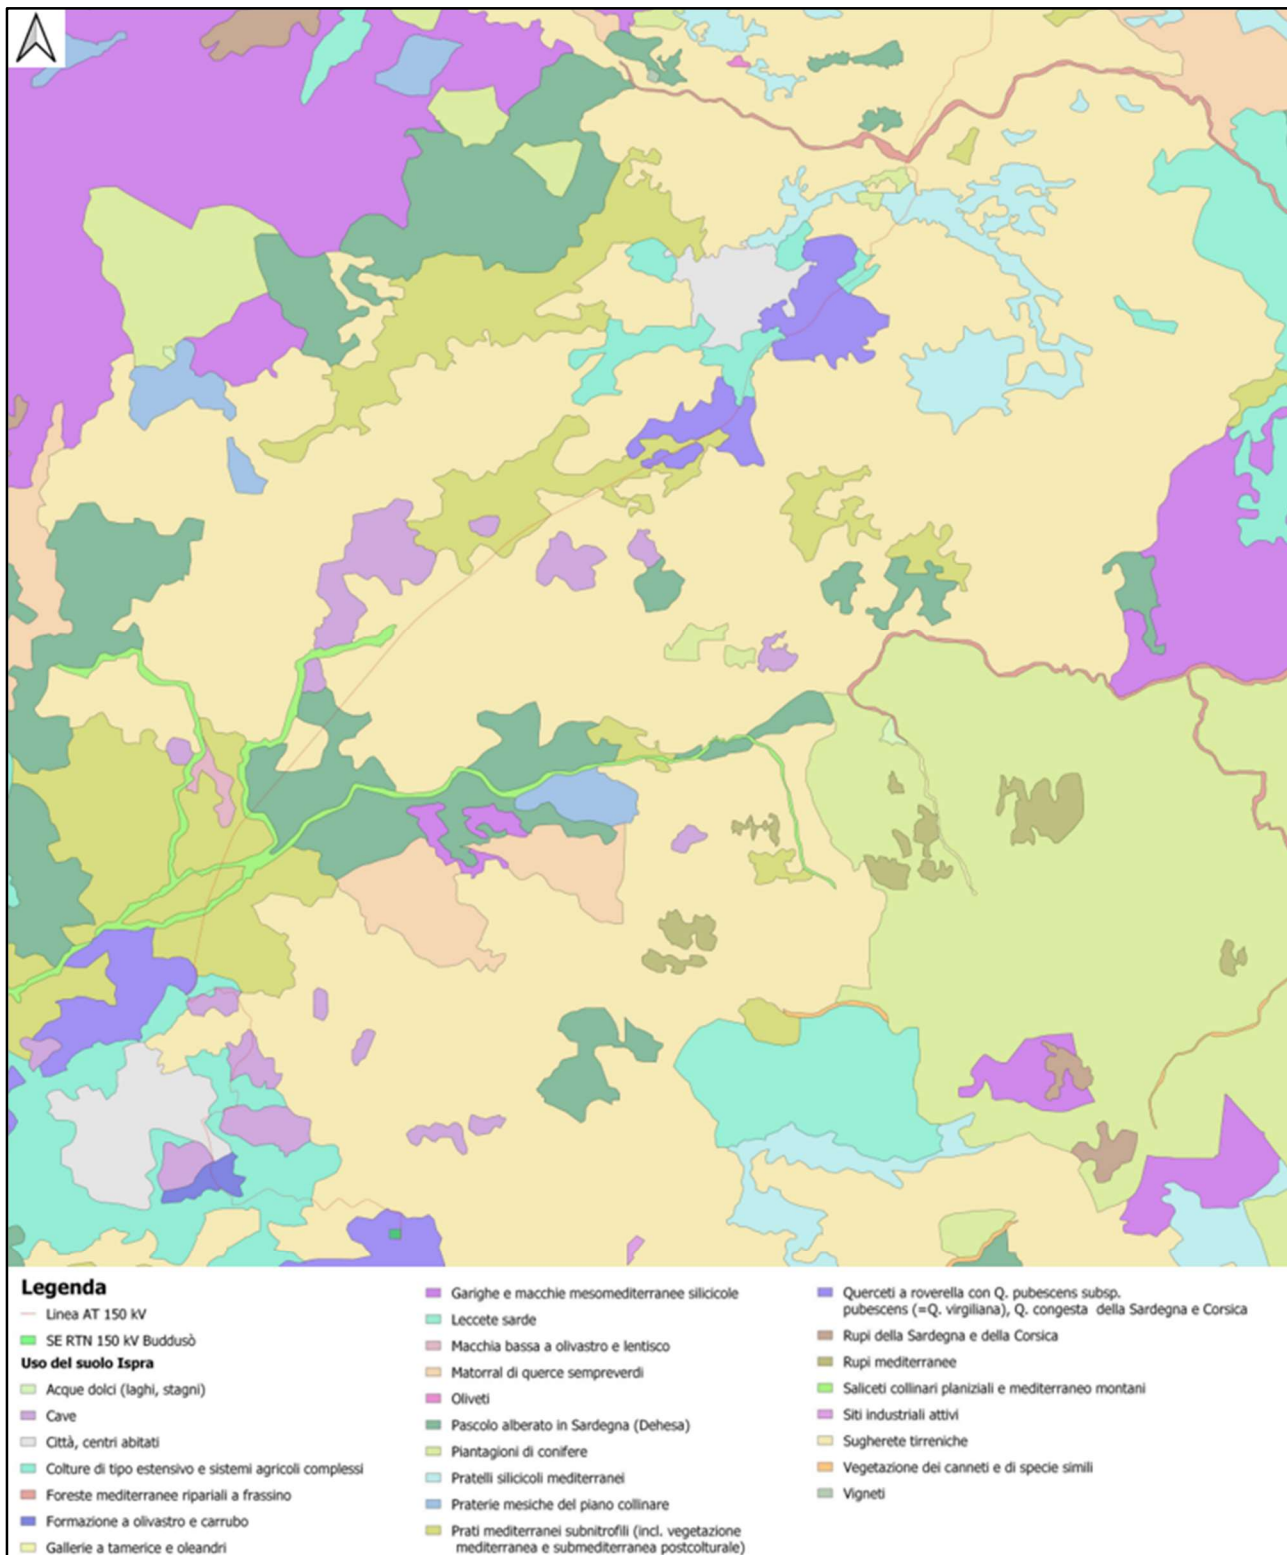 Legenda
Linea AT 150 kV
SE RTN 150 kV Buddusò
Uso del suolo Ispra
Acque dolci (laghi, stagni)
Cave
Città, centri abitati
Colture di tipo estensivo e sistemi agricoli complessi
Foreste mediterranee ripariali a frassino
Formazione a olivastro e carrubo
Gallerie a tamerice e oleandri
Garighe e macchie mesomediterranee silicicole
Leccete sarde
Macchia bassa a olivastro e lentisco
Matorral di querce sempreverdi
Oliveti
Pascolo alberato in Sardegna (Dehesa)
Piantagioni di conifere
Pratelli silicicoli mediterranei
Praterie mesiche del piano collinare
Prati mediterranei subnitrofili (incl. vegetazione
mediterranea e submediterranea postcolturale)
Querceti a roverella con Q. pubescens subsp.
pubescens (=Q. virgiliana), Q. congesta della Sardegna e Corsica
Rupi della Sardegna e della Corsica
Rupi mediterranee
Saliceti collinari planiziali e mediterraneo montani
Siti industriali attivi
Sugherete tirreniche
Vegetazione dei canneti e di specie simili
Vigneti